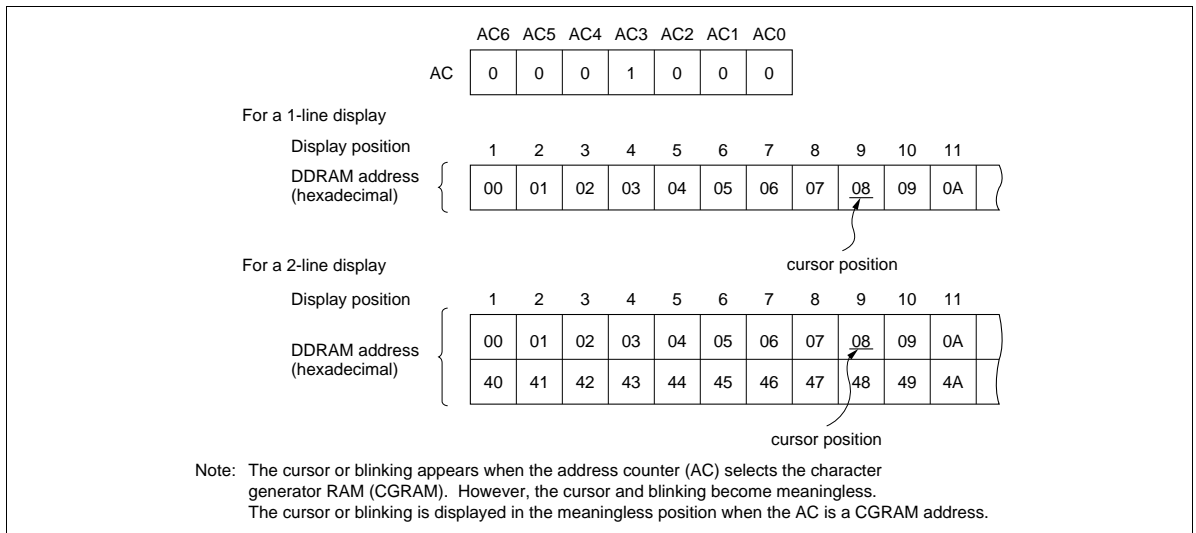 AC6 AC5 AC4 AC3 AC2 AC1 AC0
AC 0 0 0 1 0 0 0
For a 1-line display
Display position 1 2 3 4 5 6 7 8 9 10 11
DDRAM address
(hexadecimal)
00 01 02 03 04 05 06 07 08 09 0A
cursor position
For a 2-line display
Display position 1 2 3 4 5 6 7 8 9 10 11
DDRAM address
(hexadecimal)
00 01 02 03 04 05 06 07 08 09 0A
40 41 42 43 44 45 46 47 48 49 4A
cursor position
Note: The cursor or blinking appears when the address counter (AC) selects the character
generator RAM (CGRAM). However, the cursor and blinking become meaningless.
The cursor or blinking is displayed in the meaningless position when the AC is a CGRAM address.